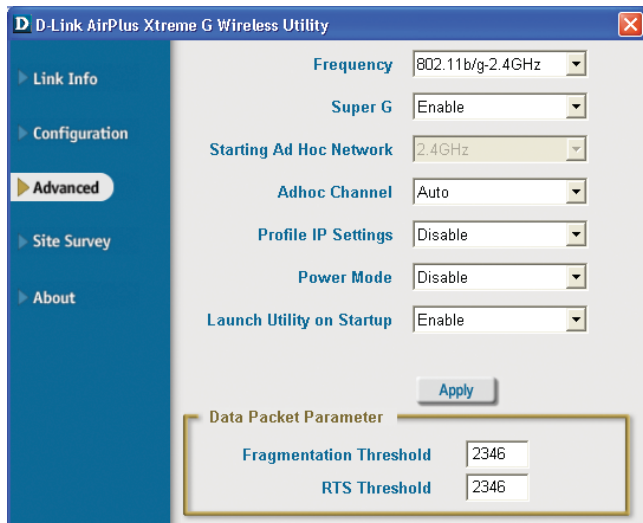 D D-Link AirPlus Xtreme G Wireless Utility
Link Info
Configuration
Advanced
Site Survey
About
Frequency 802.11b/g-2.4GHz
Super G Enable
Starting Ad Hoc Network 2.4GHz
Adhoc Channel Auto
Profile IP Settings Disable
Power Mode Disable
Launch Utility on Startup Enable
Apply
Data Packet Parameter
Fragmentation Threshold 2346
RTS Threshold 2346